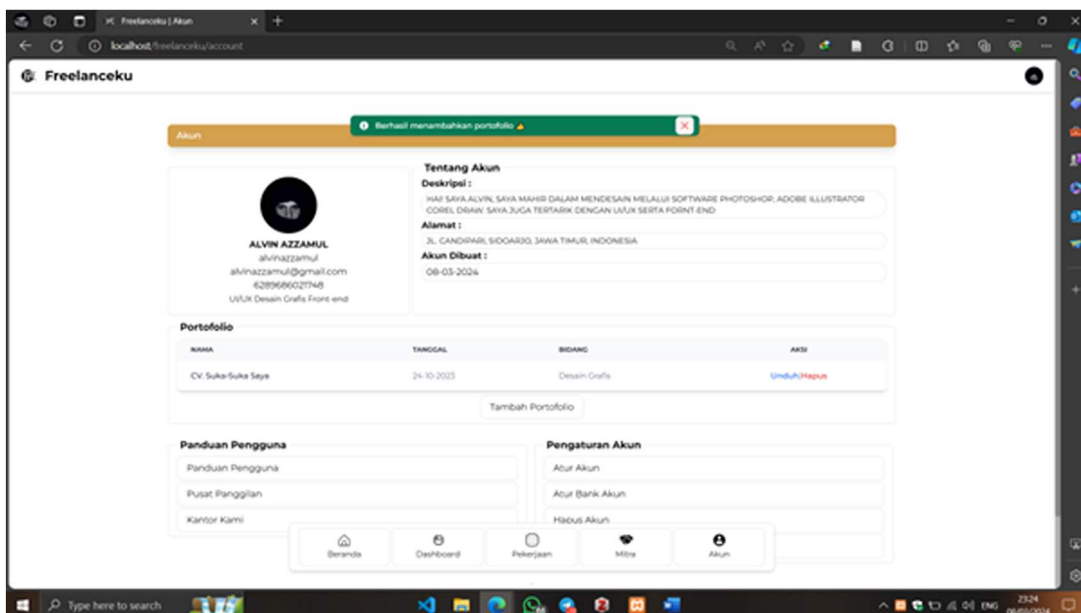 Freelanceku | Akun
localhost/freelanceku/account
Freelanceku
Berhasil menambahkan portofolio
Akun
ALVIN AZZAMUL
alvinazzamul
alvinazzamul@gmail.com
6289686021748
UI/UX Desain Grafis Front-end
Tentang Akun
Deskripsi :
HAI! SAYA ALVIN, SAYA MAHIR DALAM MENDESAIN MELALUI SOFTWARE PHOTOSHOP, ADOBE ILLUSTRATOR
COREL DRAW. SAYA JUGA TERTARIK DENGAN UI/UX SERTA FORNT-END
Alamat :
JL. CANDIPARI, SIDOARJO, JAWA TIMUR, INDONESIA
Akun Dibuat :
08-03-2024
Portofolio
NAMA TANGGAL BIDANG AKSI
CV. Suka-Suka Saya 24-10-2023 Desain Grafis Unduh|Hapus
Tambah Portofolio
Panduan Pengguna
Panduan Pengguna
Pusat Panggilan
Kantor Kami
Pengaturan Akun
Atur Akun
Atur Bank Akun
Hapus Akun
Beranda Dashboard Pekerjaan Mitra Akun
Type here to search
ENG
23:24
08/03/2024